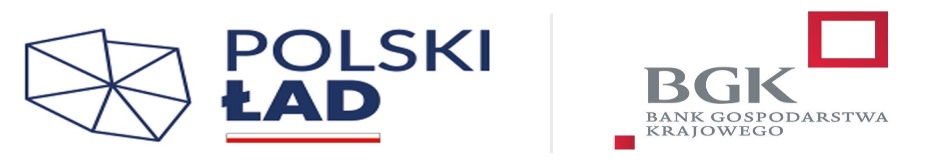 POLSKI
ŁAD
BGK
BANK GOSPODARSTWA
KRAJOWEGO